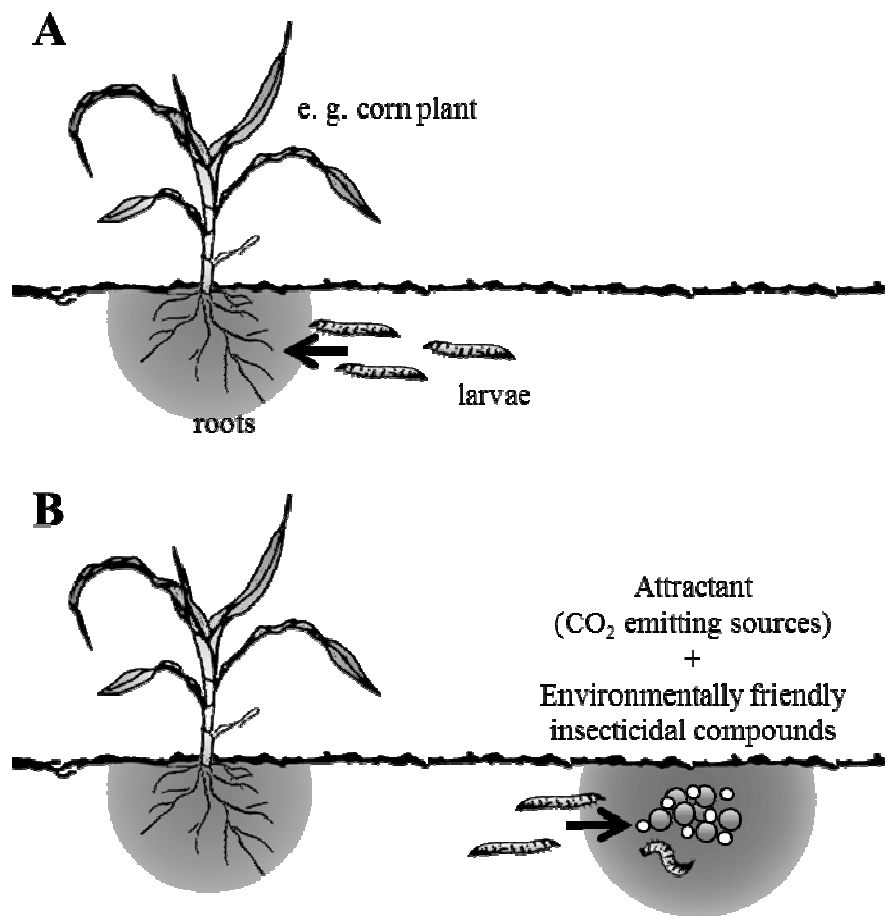 A
e. g. corn plant
larvae
roots
B
Attractant
(CO₂ emitting sources)
+
Environmentally friendly
insecticidal compounds